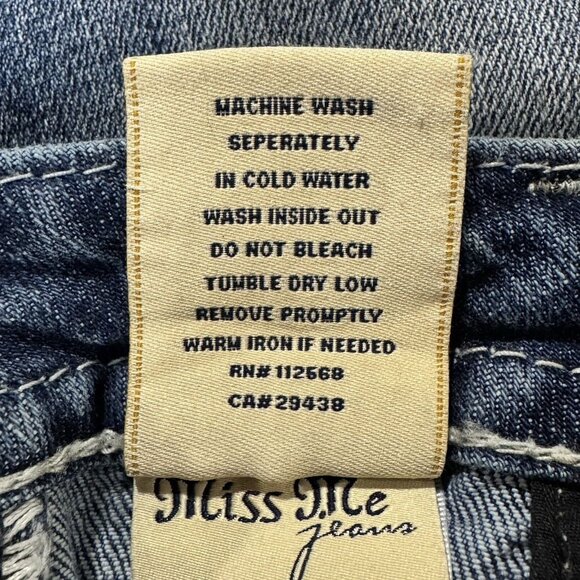 MACHINE WASH
SEPERATELY
IN COLD WATER
WASH INSIDE OUT
DO NOT BLEACH
TUMBLE DRY LOW
REMOVE PROMPTLY
WARM IRON IF NEEDED
RN# 112568
CA#29438
Miss Me
jeans